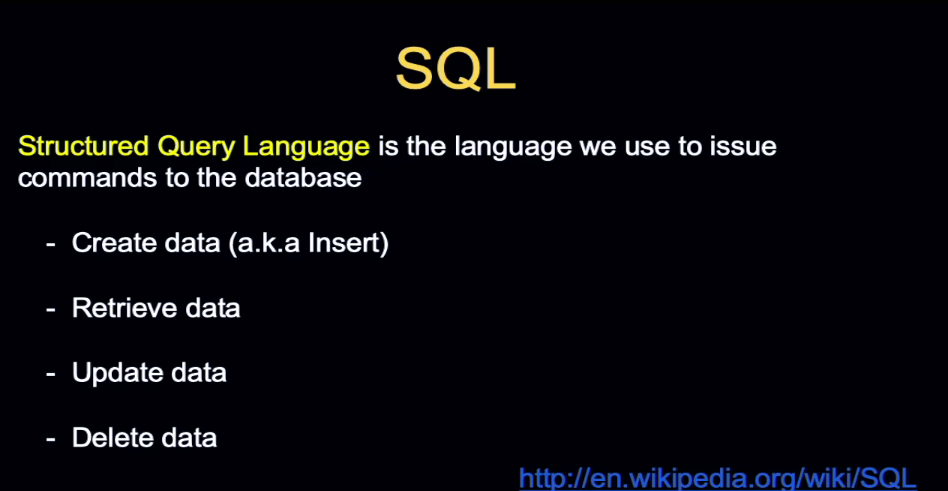 SQL
Structured Query Language is the language we use to issue
commands to the database
- Create data (a.k.a Insert)
- Retrieve data
- Update data
- Delete data
http://en.wikipedia.org/wiki/SQL